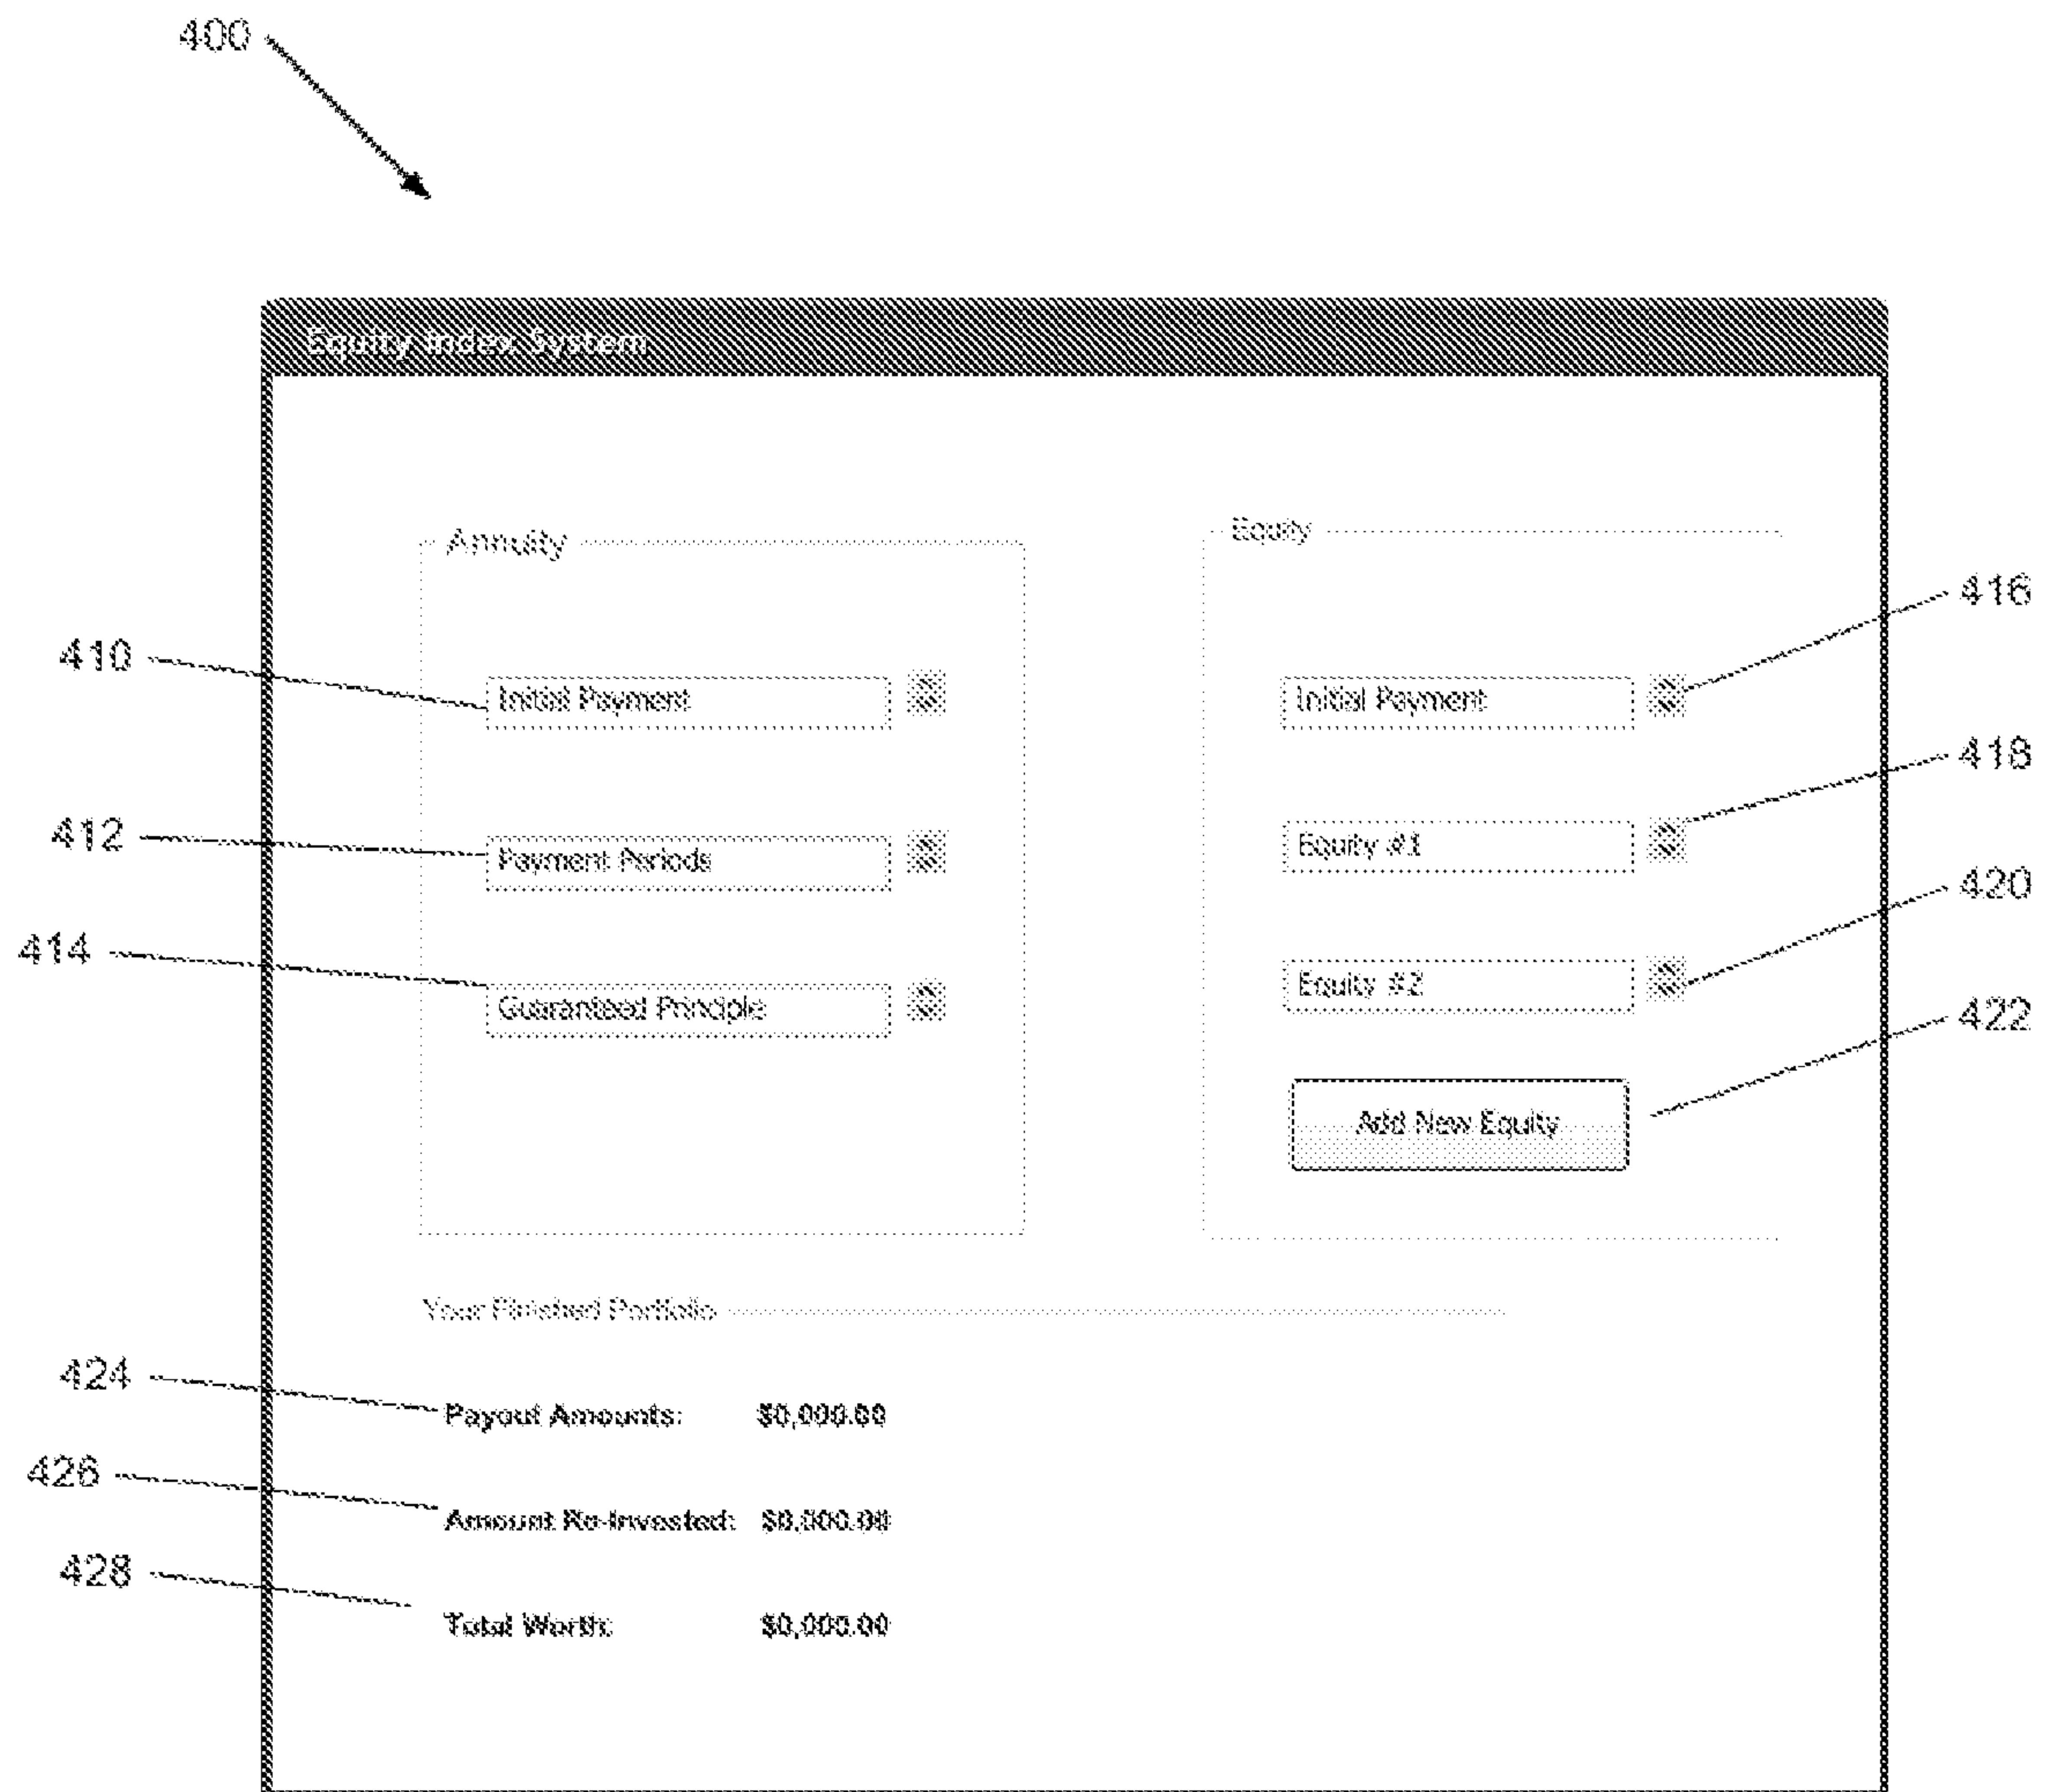 400
Equity Index System
Annuity
Equity
410
Initial Payment
Initial Payment
416
412
Payment Periods
Equity #1
418
414
Guaranteed Principle
Equity #2
420
Add New Equity
422
Your Finished Portfolio
424
Payout Amounts: $0,000.00
426
Amount Re-Invested: $0,000.00
428
Total Worth: $0,000.00